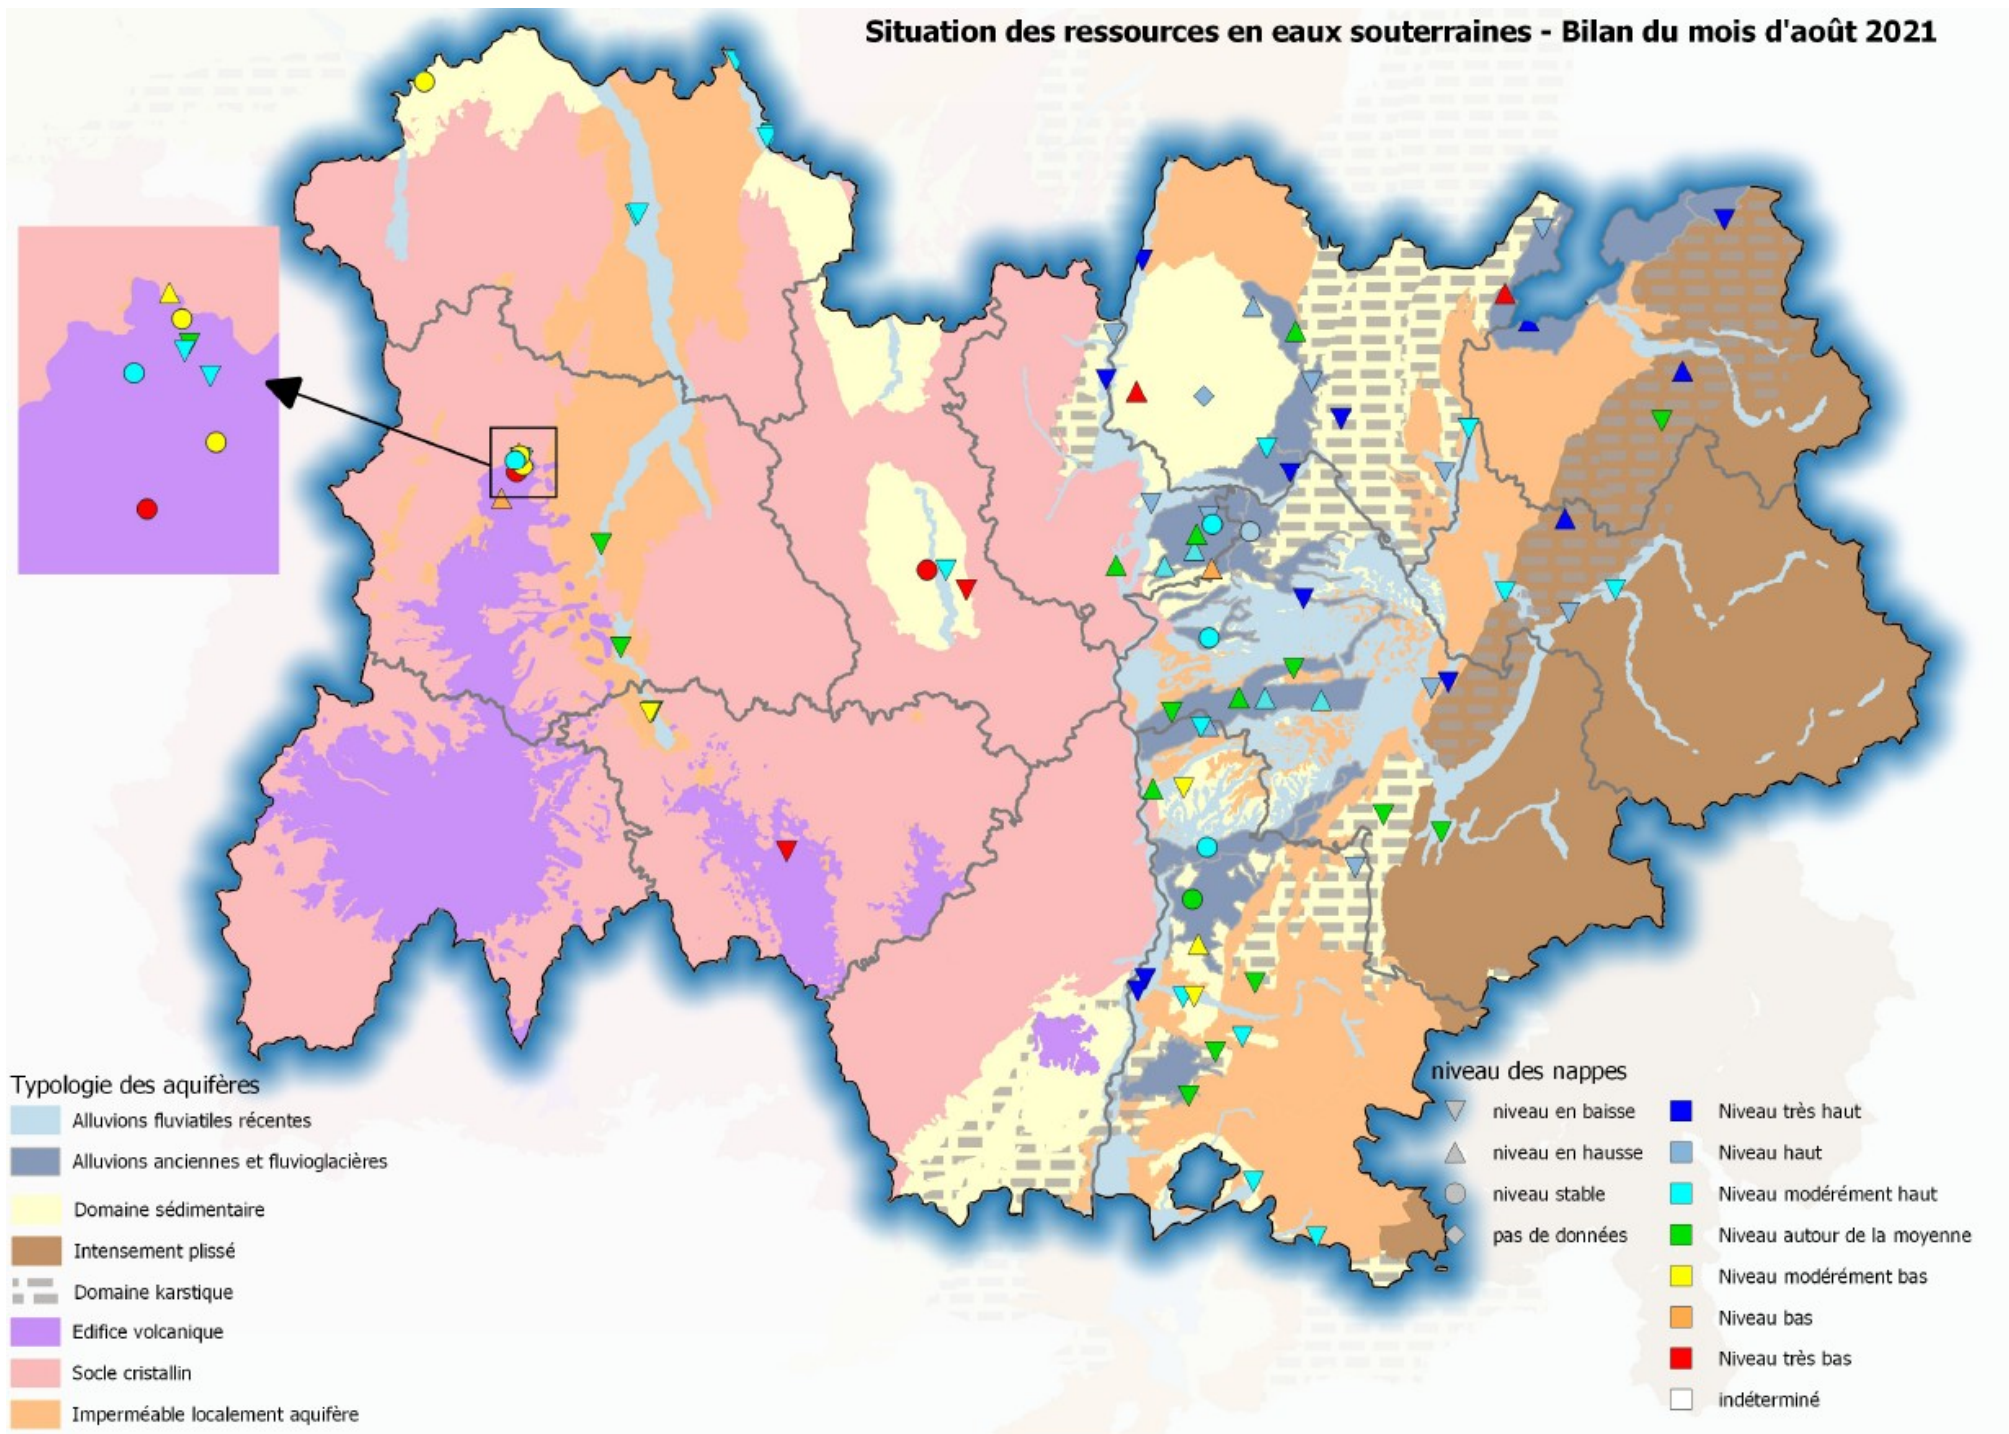 Situation des ressources en eaux souterraines - Bilan du mois d'août 2021
Typologie des aquifères
Alluvions fluviatiles récentes
Alluvions anciennes et fluvioglacières
Domaine sédimentaire
Intensement plissé
Domaine karstique
Edifice volcanique
Socle cristallin
Imperméable localement aquifère
niveau des nappes
niveau en baisse
niveau en hausse
niveau stable
pas de données
Niveau très haut
Niveau haut
Niveau modérément haut
Niveau autour de la moyenne
Niveau modérément bas
Niveau bas
Niveau très bas
indéterminé